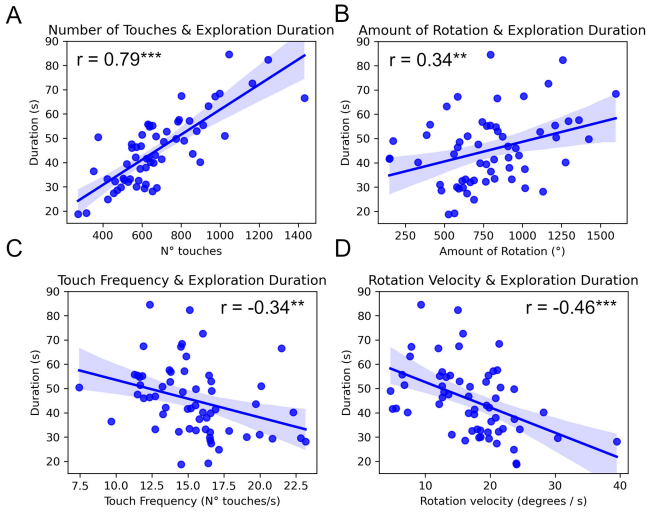 A
Number of Touches & Exploration Duration
r = 0.79***
90
80
70
60
50
40
30
20
Duration (s)
400 600 800 1000 1200 1400
N° touches
B
Amount of Rotation & Exploration Duration
r = 0.34**
90
80
70
60
50
40
30
20
Duration (s)
250 500 750 1000 1250 1500
Amount of Rotation (°)
C
Touch Frequency & Exploration Duration
r = -0.34**
90
80
70
60
50
40
30
20
Duration (s)
7.5 10.0 12.5 15.0 17.5 20.0 22.5
Touch Frequency (N° touches/s)
D
Rotation Velocity & Exploration Duration
r = -0.46***
90
80
70
60
50
40
30
20
Duration (s)
10 20 30 40
Rotation velocity (degrees / s)